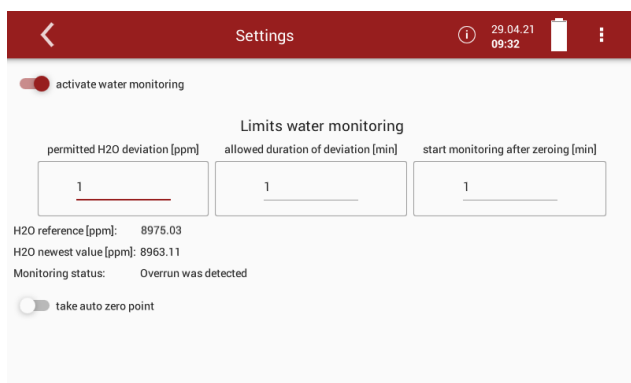 Settings
29.04.21
09:32
activate water monitoring
Limits water monitoring
permitted H2O deviation [ppm] allowed duration of deviation [min] start monitoring after zeroing [min]
1 1 1
H2O reference [ppm]: 8975.03
H2O newest value [ppm]: 8963.11
Monitoring status: Overrun was detected
take auto zero point